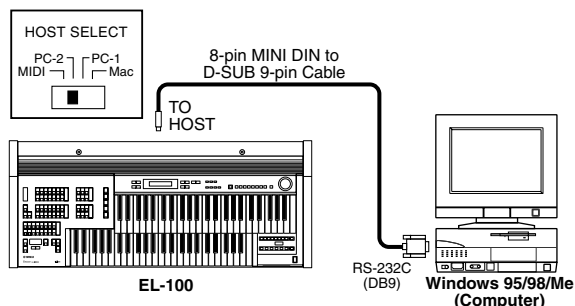 HOST SELECT
PC-2 PC-1
MIDI Mac
8-pin MINI DIN to
D-SUB 9-pin Cable
TO
HOST
EL-100
RS-232C
(DB9)
Windows 95/98/Me
(Computer)